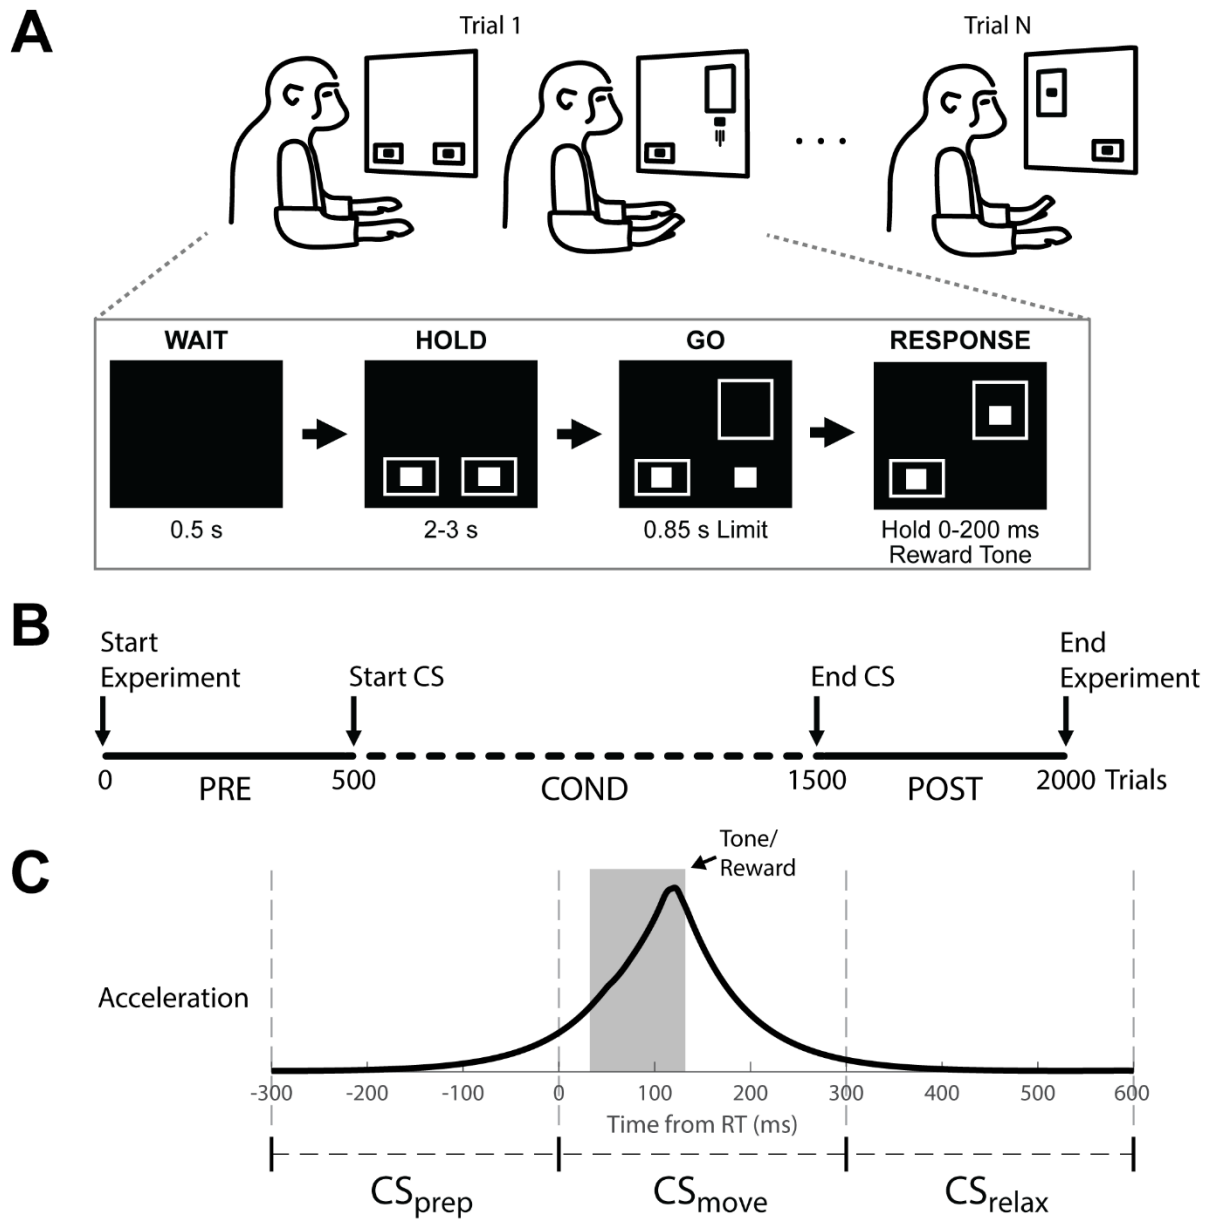 A
Trial 1
Trial N
WAIT
HOLD
GO
RESPONSE
0.5 s
2-3 s
0.85 s Limit
Hold 0-200 ms
Reward Tone
B
Start
Experiment
Start CS
End CS
End
Experiment
0
PRE
500
COND
1500
POST
2000 Trials
C
Tone/
Reward
Acceleration
-300 -200 -100 0 100 200 300 400 500 600
Time from RT (ms)
CSprep
CSmove
CSrelax